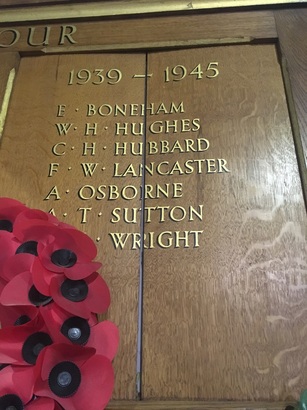 OUR
1939 – 1945
E · BONEHAM
W · H · HUGHES
C · H · HUBBARD
F · W · LANCASTER
A · OSBORNE
A · T · SUTTON
WRIGHT